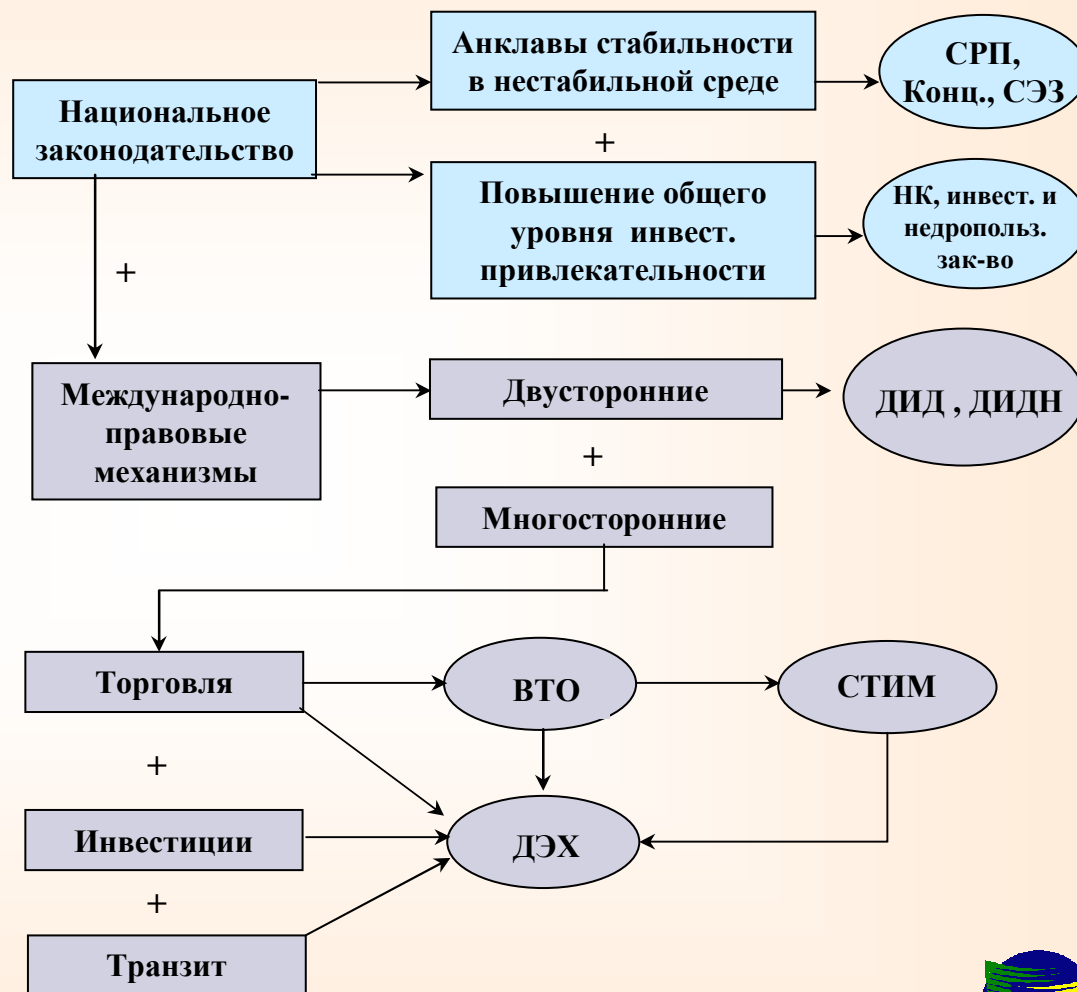 Анклавы стабильности
в нестабильной среде
СРП,
Конц., СЭЗ
Национальное
законодательство
+
Повышение общего
уровня инвест.
привлекательности
НК, инвест. и
недропольз.
зак-во
+
Международно-
правовые
механизмы
Двусторонние
ДИД , ДИДН
+
Многосторонние
Торговля
ВТО
СТИМ
+
Инвестиции
ДЭХ
+
Транзит